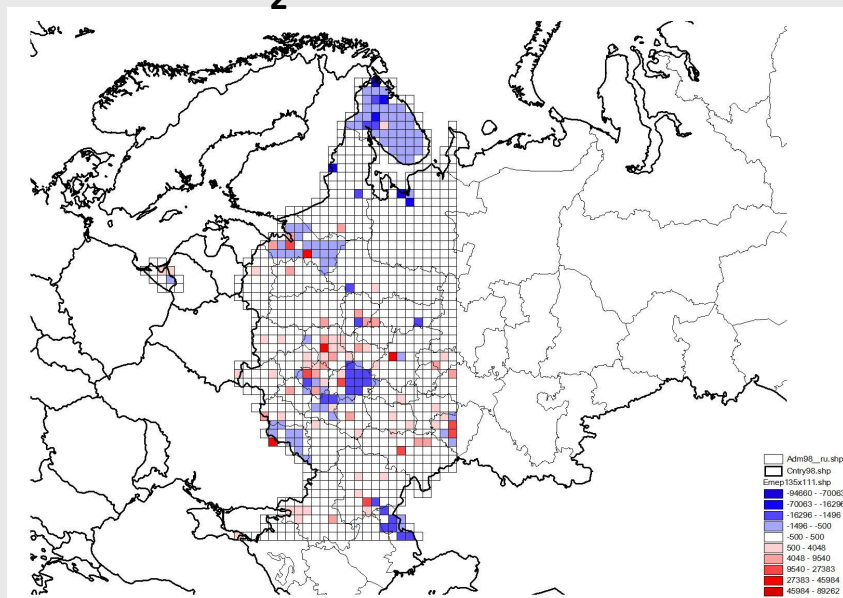 2
Adm98__ru.shp
Cntry98.shp
Emep135x111.shp
-94660 - -70063
-70063 - -16296
-16296 - -1496
-1496 - -500
-500 - 500
500 - 4048
4048 - 9540
9540 - 27383
27383 - 45984
45984 - 89262